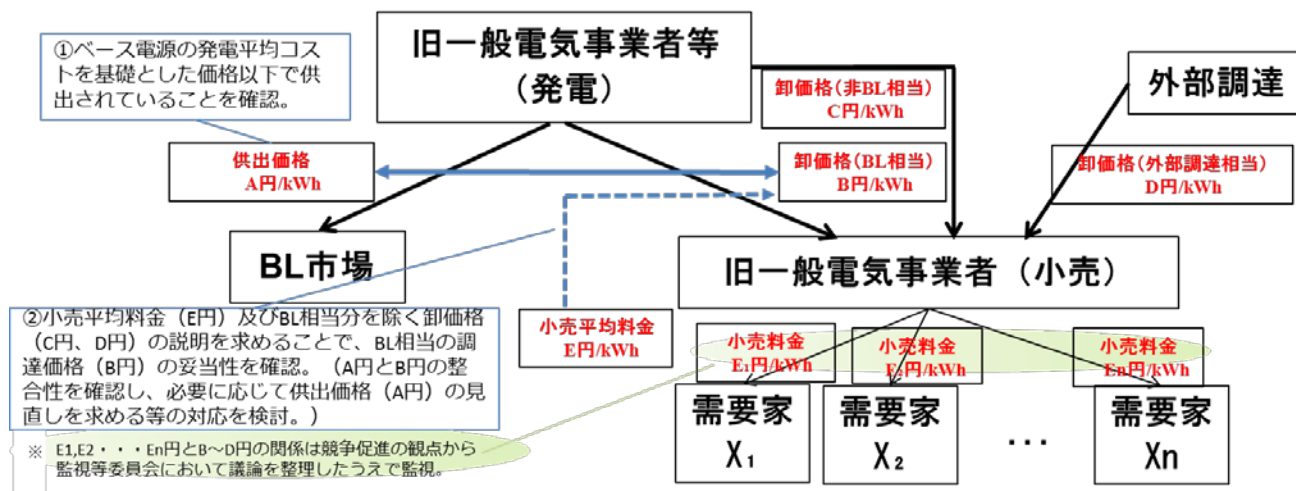 ①ベース電源の発電平均コス
トを基礎とした価格以下で供
出されていることを確認。
旧一般電気事業者等
（発電）
卸価格（非BL相当）
C円/kWh
外部調達
供出価格
A円/kWh
卸価格（BL相当）
B円/kWh
卸価格（外部調達相当）
D円/kWh
BL市場
旧一般電気事業者（小売）
②小売平均料金（E円）及びBL相当分を除く卸価格
（C円、D円）の説明を求めることで、BL相当の調
達価格（B円）の妥当性を確認。（A円とB円の整
合性を確認し、必要に応じて供出価格（A円）の見
直しを求める等の対応を検討。）
※ E1,E2・・・En円とB～D円の関係は競争促進の観点から
監視等委員会において議論を整理したうえで監視。
小売平均料金
E円/kWh
小売料金
E₁円/kWh
小売料金
E₂円/kWh
小売料金
En円/kWh
需要家
X₁
需要家
X₂
・・・
需要家
Xn